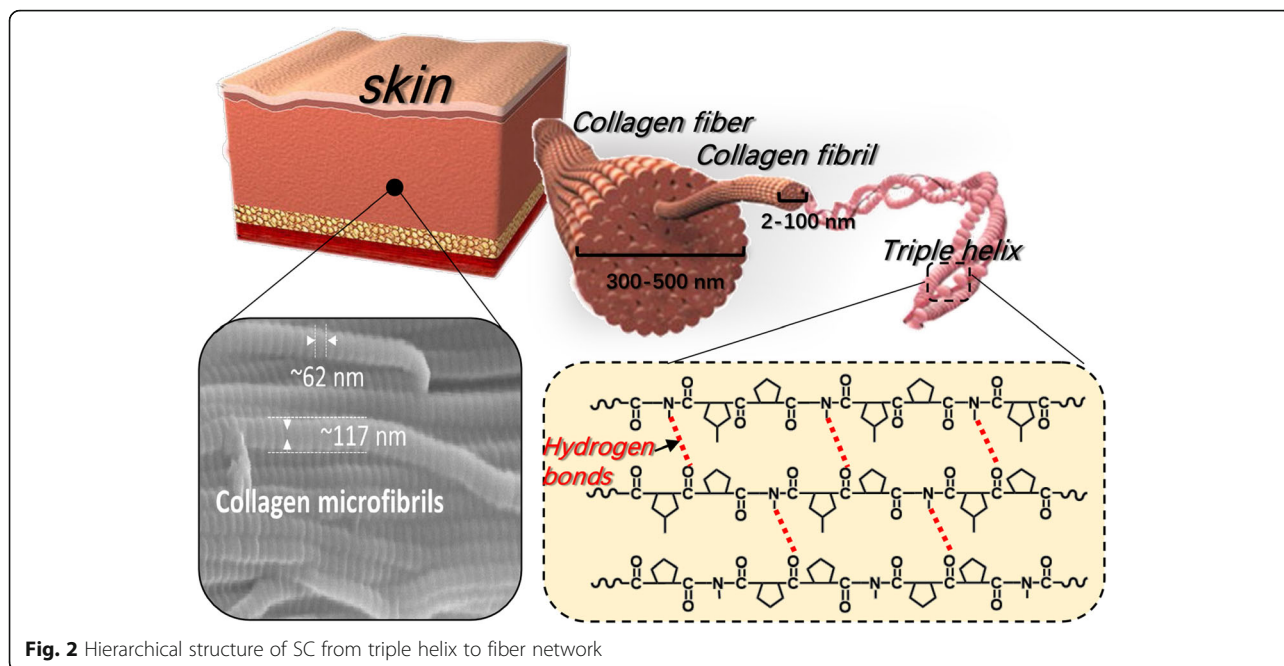 skin
Collagen fiber
Collagen fibril
2-100 nm
Triple helix
300-500 nm
~62 nm
~117 nm
Collagen microfibrils
O O O
C N C C C N C C C N C C
O O O O O O
Hydrogen
bonds
O O O O O
C C C N C C C N C C C
O O O O
O O O O O O
C C N C C C N C C C N C
O O O
Fig. 2 Hierarchical structure of SC from triple helix to fiber network